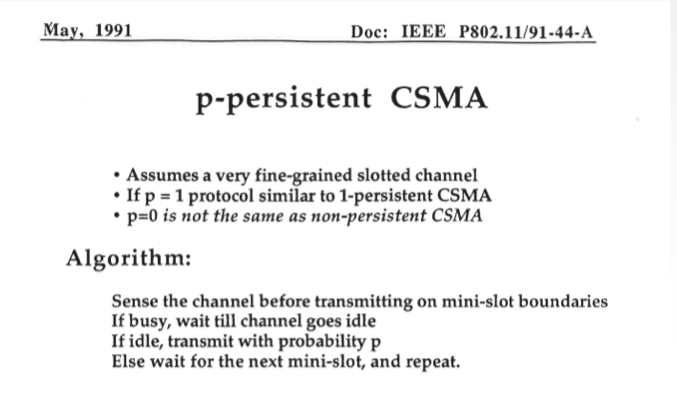 May, 1991 Doc: IEEE P802.11/91-44-A
p-persistent CSMA
• Assumes a very fine-grained slotted channel
• If p = 1 protocol similar to 1-persistent CSMA
• p=0 is not the same as non-persistent CSMA
Algorithm:
Sense the channel before transmitting on mini-slot boundaries
If busy, wait till channel goes idle
If idle, transmit with probability p
Else wait for the next mini-slot, and repeat.